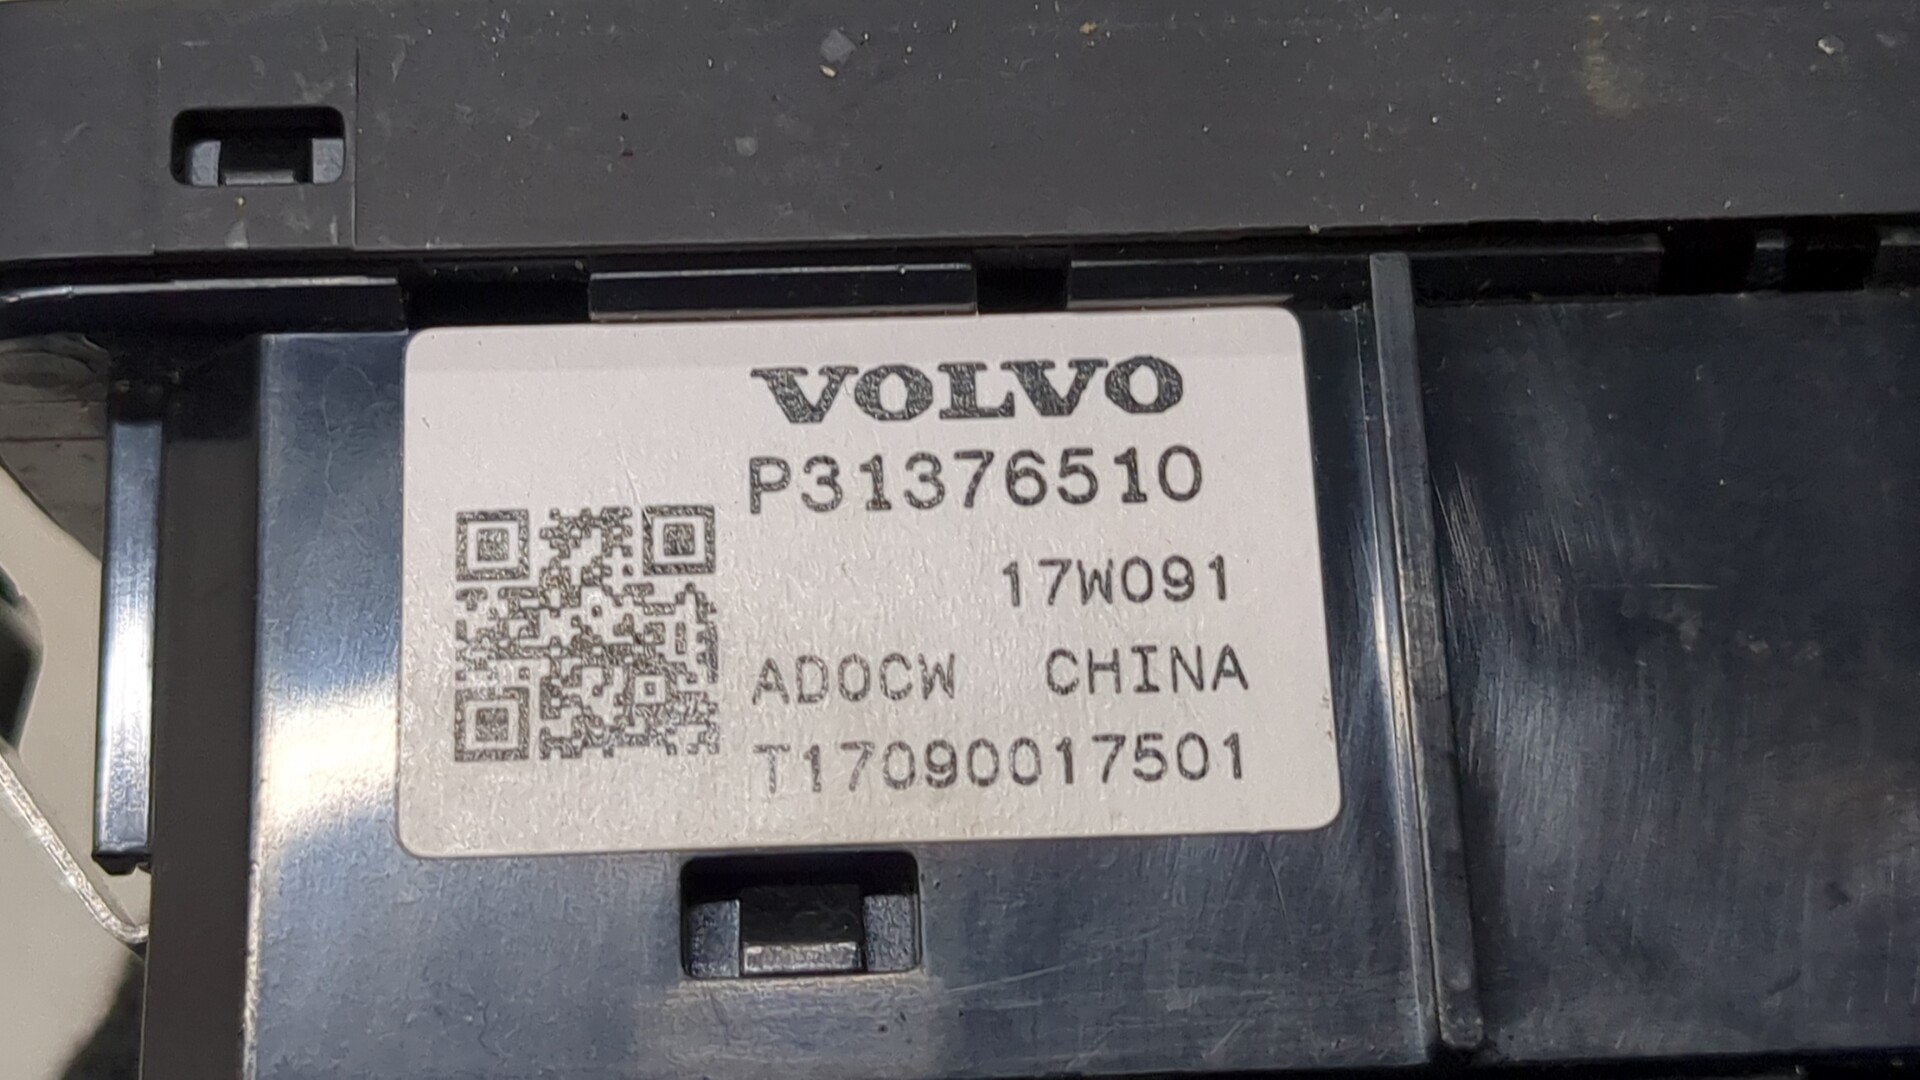 VOLVO
P31376510
17W091
ADOCW CHINA
T17090017501